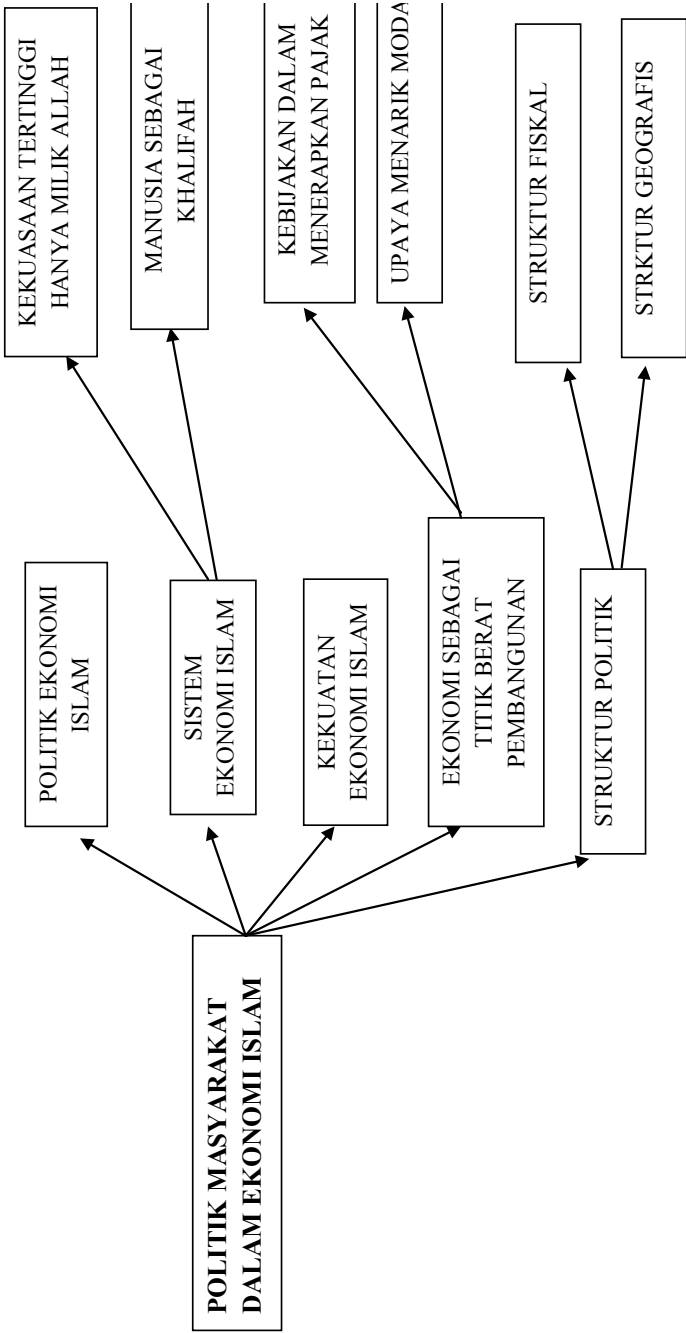 POLITIK MASYARAKAT
DALAM EKONOMI ISLAM
POLITIK EKONOMI
ISLAM
SISTEM
EKONOMI ISLAM
KEKUATAN
EKONOMI ISLAM
EKONOMI SEBAGAI
TITIK BERAT
PEMBANGUNAN
STRUKTUR POLITIK
KEKUASAAN TERTINGGI
HANYA MILIK ALLAH
MANUSIA SEBAGAI
KHALIFAH
KEBIJAKAN DALAM
MENERAPKAN PAJAK
UPAYA MENARIK MODA
STRUKTUR FISKAL
STRKTUR GEOGRAFIS